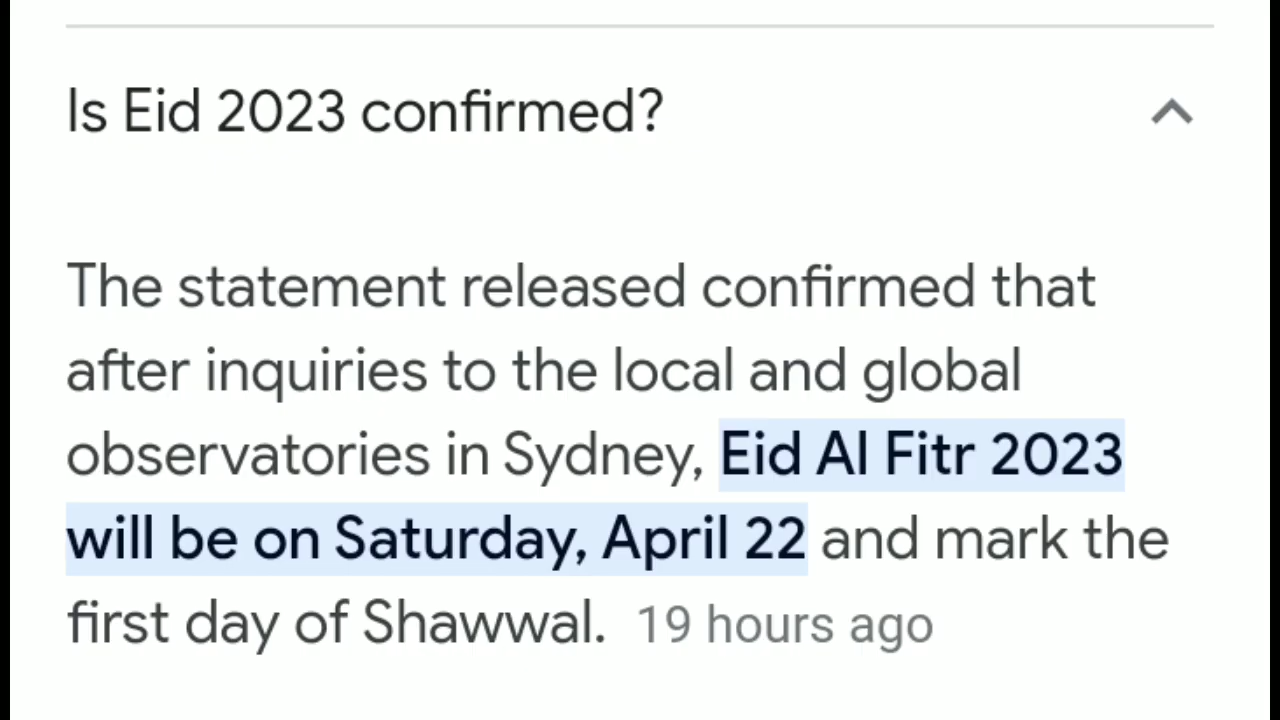 Is Eid 2023 confirmed?
The statement released confirmed that
after inquiries to the local and global
observatories in Sydney, Eid Al Fitr 2023
will be on Saturday, April 22 and mark the
first day of Shawwal. 19 hours ago